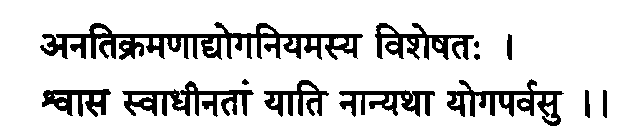 अनतिक्रमणाद्योगनियमस्य विशेषतः ।
श्वास स्वाधीनतां याति नान्यथा योगपर्वसु ।।